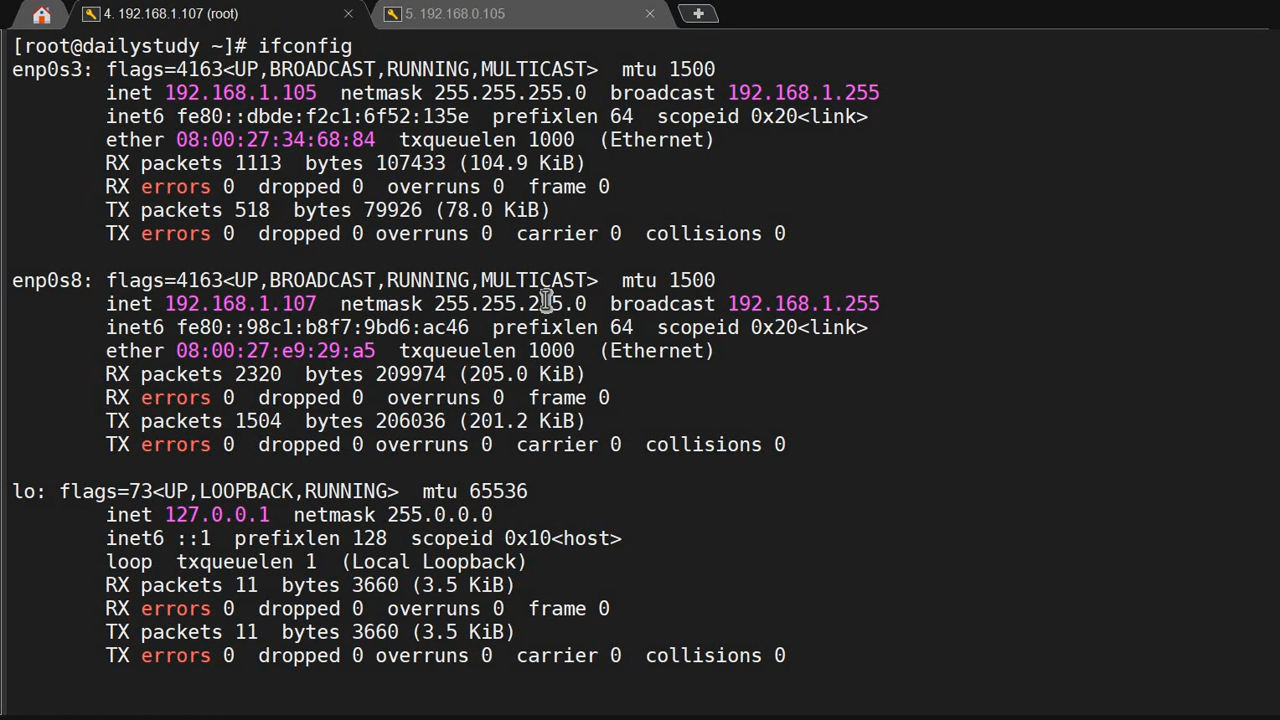 4. 192.168.1.107 (root)
5. 192.168.0.105
[root@dailystudy ~]# ifconfig
enp0s3: flags=4163<UP,BROADCAST,RUNNING,MULTICAST>  mtu 1500
        inet 192.168.1.105  netmask 255.255.255.0  broadcast 192.168.1.255
        inet6 fe80::dbde:f2c1:6f52:135e  prefixlen 64  scopeid 0x20<link>
        ether 08:00:27:34:68:84  txqueuelen 1000  (Ethernet)
        RX packets 1113  bytes 107433 (104.9 KiB)
        RX errors 0  dropped 0  overruns 0  frame 0
        TX packets 518  bytes 79926 (78.0 KiB)
        TX errors 0  dropped 0 overruns 0  carrier 0  collisions 0

enp0s8: flags=4163<UP,BROADCAST,RUNNING,MULTICAST>  mtu 1500
        inet 192.168.1.107  netmask 255.255.255.0  broadcast 192.168.1.255
        inet6 fe80::98c1:b8f7:9bd6:ac46  prefixlen 64  scopeid 0x20<link>
        ether 08:00:27:e9:29:a5  txqueuelen 1000  (Ethernet)
        RX packets 2320  bytes 209974 (205.0 KiB)
        RX errors 0  dropped 0  overruns 0  frame 0
        TX packets 1504  bytes 206036 (201.2 KiB)
        TX errors 0  dropped 0 overruns 0  carrier 0  collisions 0

lo: flags=73<UP,LOOPBACK,RUNNING>  mtu 65536
        inet 127.0.0.1  netmask 255.0.0.0
        inet6 ::1  prefixlen 128  scopeid 0x10<host>
        loop  txqueuelen 1  (Local Loopback)
        RX packets 11  bytes 3660 (3.5 KiB)
        RX errors 0  dropped 0  overruns 0  frame 0
        TX packets 11  bytes 3660 (3.5 KiB)
        TX errors 0  dropped 0 overruns 0  carrier 0  collisions 0